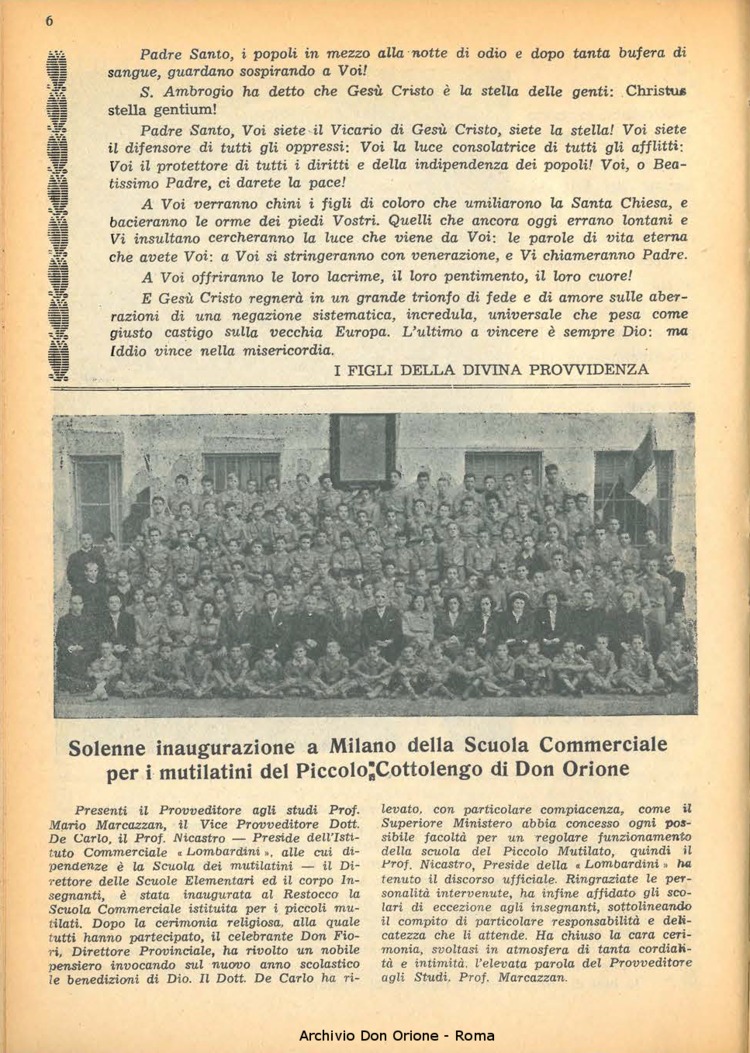 6
Padre Santo, i popoli in mezzo alla notte di odio e dopo tanta bufera di
sangue, guardano sospirando a Voi!
S. Ambrogio ha detto che Gesù Cristo è la stella delle genti: Christus
stella gentium!
Padre Santo, Voi siete il Vicario di Gesù Cristo, siete la stella! Voi siete
il difensore di tutti gli oppressi: Voi la luce consolatrice di tutti gli afflitti:
Voi il protettore di tutti i diritti e della indipendenza dei popoli! Voi, o Bea-
tissimo Padre, ci darete la pace!
A Voi verranno chini i figli di coloro che umiliarono la Santa Chiesa, e
bacieranno le orme dei piedi Vostri. Quelli che ancora oggi errano lontani e
Vi insultano cercheranno la luce che viene da Voi: le parole di vita eterna
che avete Voi: a Voi si stringeranno con venerazione, e Vi chiameranno Padre.
A Voi offriranno le loro lacrime, il loro pentimento, il loro cuore!
E Gesù Cristo regnerà in un grande trionfo di fede e di amore sulle aber-
razioni di una negazione sistematica, incredula, universale che pesa come
giusto castigo sulla vecchia Europa. L'ultimo a vincere è sempre Dio: ma
Iddio vince nella misericordia.
I FIGLI DELLA DIVINA PROVVIDENZA
Solenne inaugurazione a Milano della Scuola Commerciale
per i mutilatini del Piccolo Cottolengo di Don Orione
Presenti il Provveditore agli studi Prof.
Mario Marcazzan, il Vice Provveditore Dott.
De Carlo, il Prof. Nicastro — Preside dell'Isti-
tuto Commerciale « Lombardini », alle cui di-
pendenze è la Scuola dei mutilatini — il Di-
rettore delle Scuole Elementari ed il corpo In-
segnanti, è stata inaugurata al Restocco la
Scuola Commerciale istituita per i piccoli mu-
tilati. Dopo la cerimonia religiosa, alla quale
tutti hanno partecipato, il celebrante Don Fio-
ri, Direttore Provinciale, ha rivolto un nobile
pensiero invocando sul nuovo anno scolastico
le benedizioni di Dio. Il Dott. De Carlo ha ri-
levato, con particolare compiacenza, come il
Superiore Ministero abbia concesso ogni pos-
sibile facoltà per un regolare funzionamento
della scuola del Piccolo Mutilato, quindi il
Prof. Nicastro, Preside della « Lombardini » ha
tenuto il discorso ufficiale. Ringraziate le per-
sonalità intervenute, ha infine affidato gli sco-
lari di eccezione agli insegnanti, sottolineando
il compito di particolare responsabilità e deli-
catezza che li attende. Ha chiuso la cara ceri-
monia, svoltasi in atmosfera di tanta cordiali-
tà e intimità, l'elevata parola del Provveditore
agli Studi, Prof. Marcazzan.
Archivio Don Orione - Roma